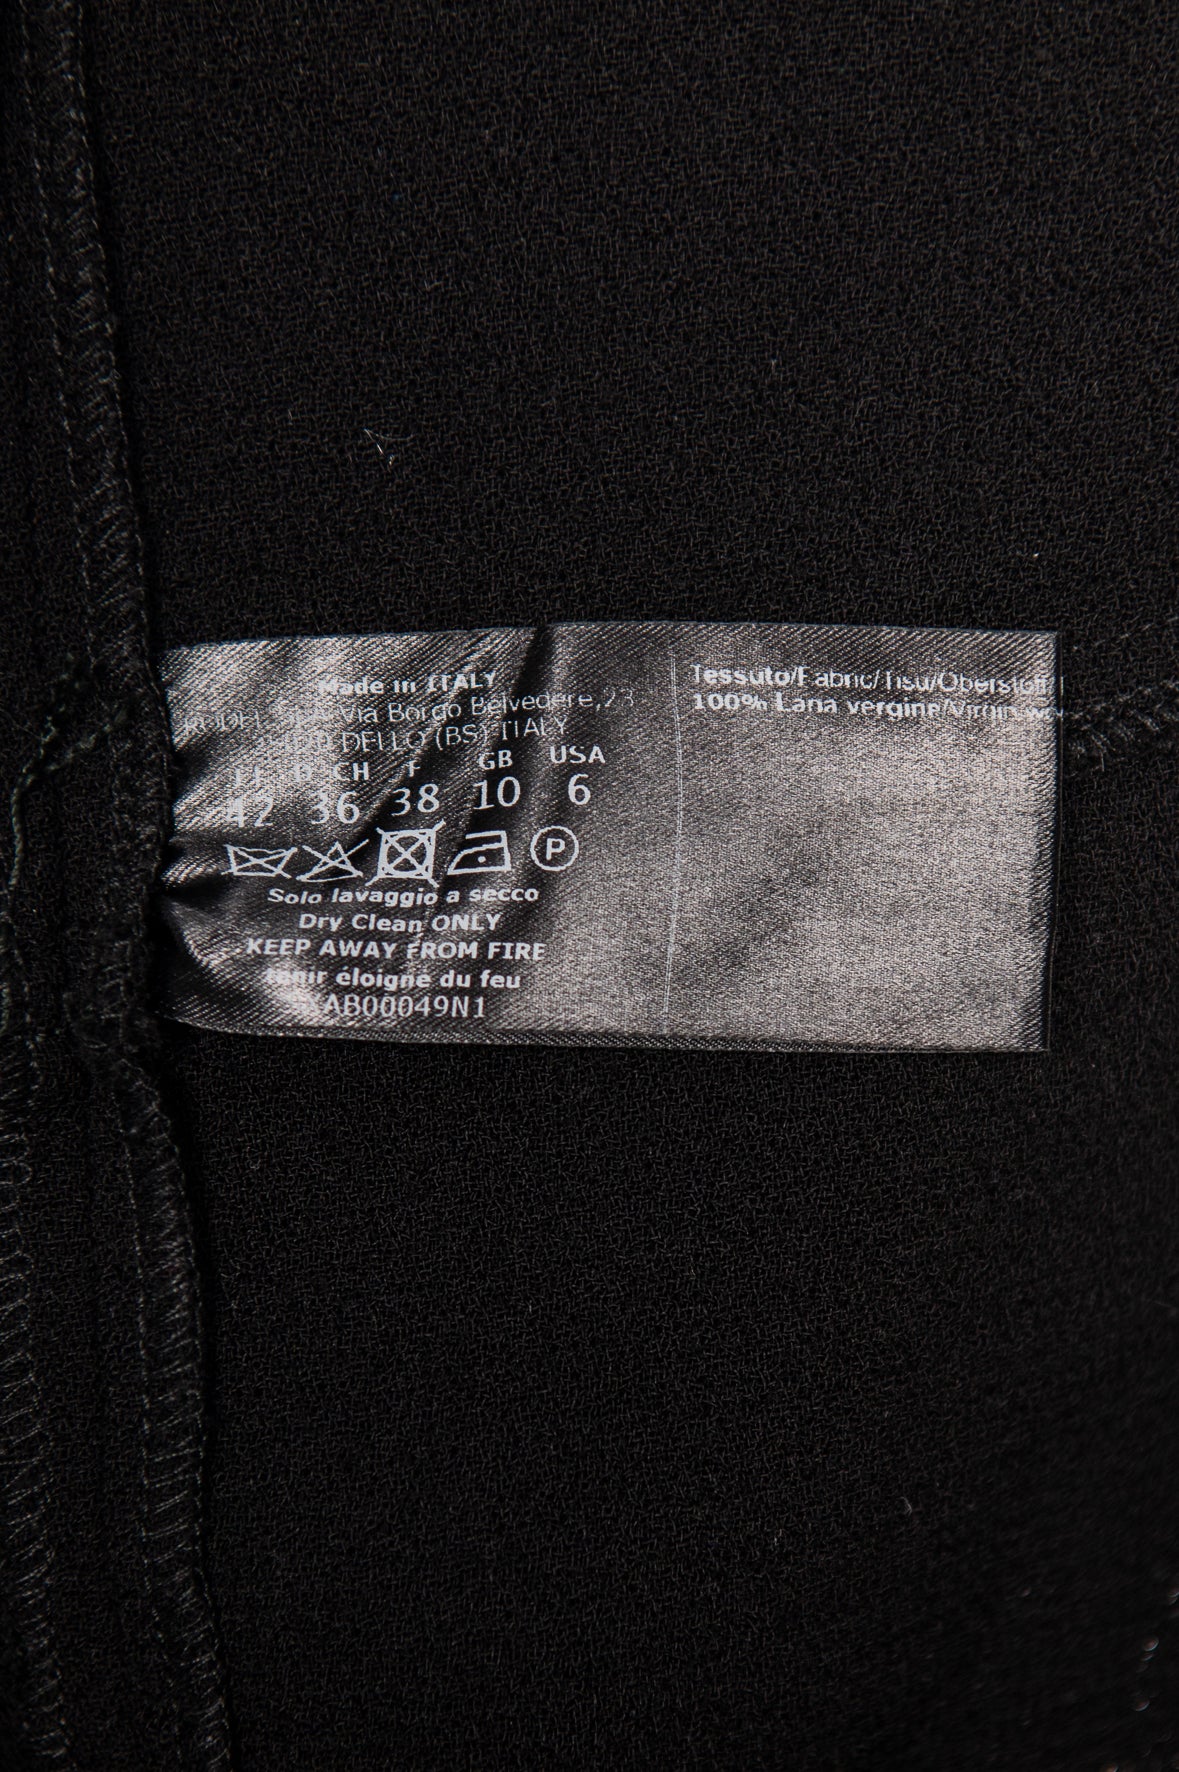 Made in ITALY
Via Borgo Belvedere,23
DELLO (BS) ITALY
CH F GB USA
42 36 38 10 6
P
Solo lavaggio a secco
Dry Clean ONLY
KEEP AWAY FROM FIRE
tenir éloigné du feu
AB00049N1
Tessuto/Fabric/Tisu/Oberstoff
100% Lana vergine/Virgin